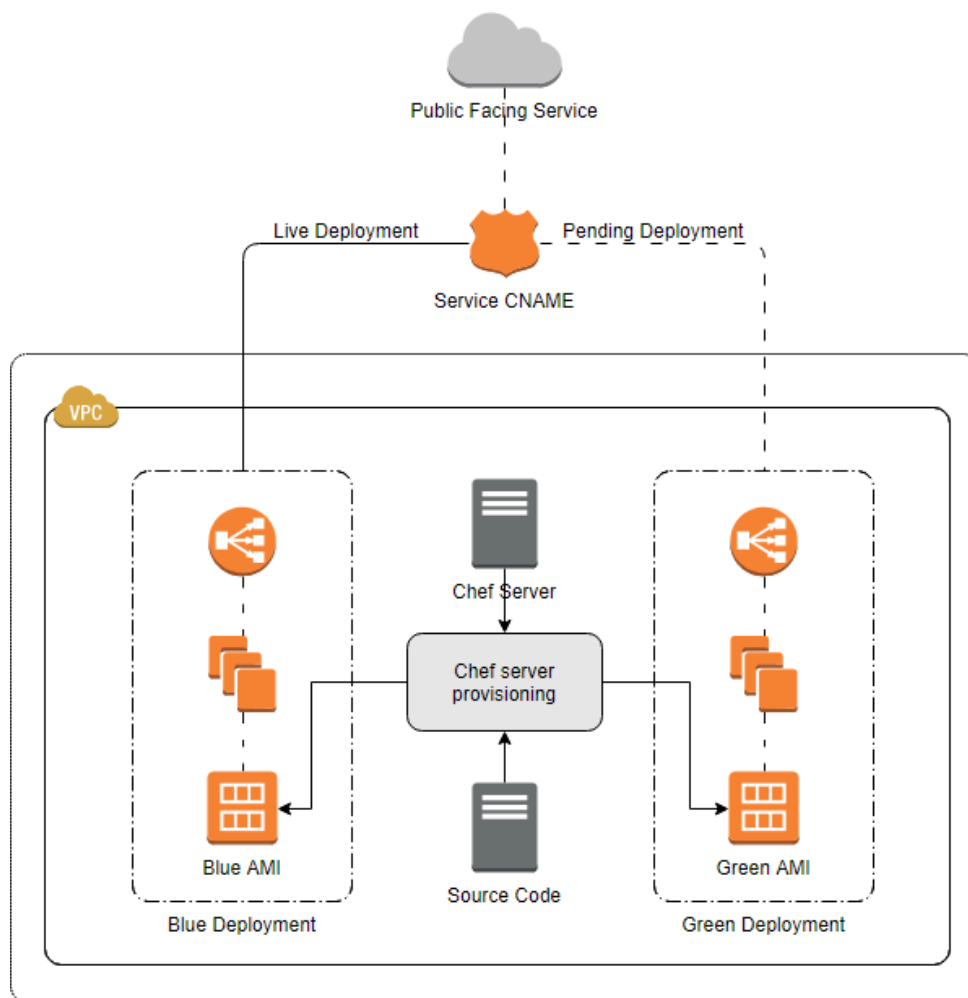 Public Facing Service
Live Deployment
Pending Deployment
Service CNAME
VPC
Chef Server
Chef server
provisioning
Blue AMI
Green AMI
Source Code
Blue Deployment
Green Deployment